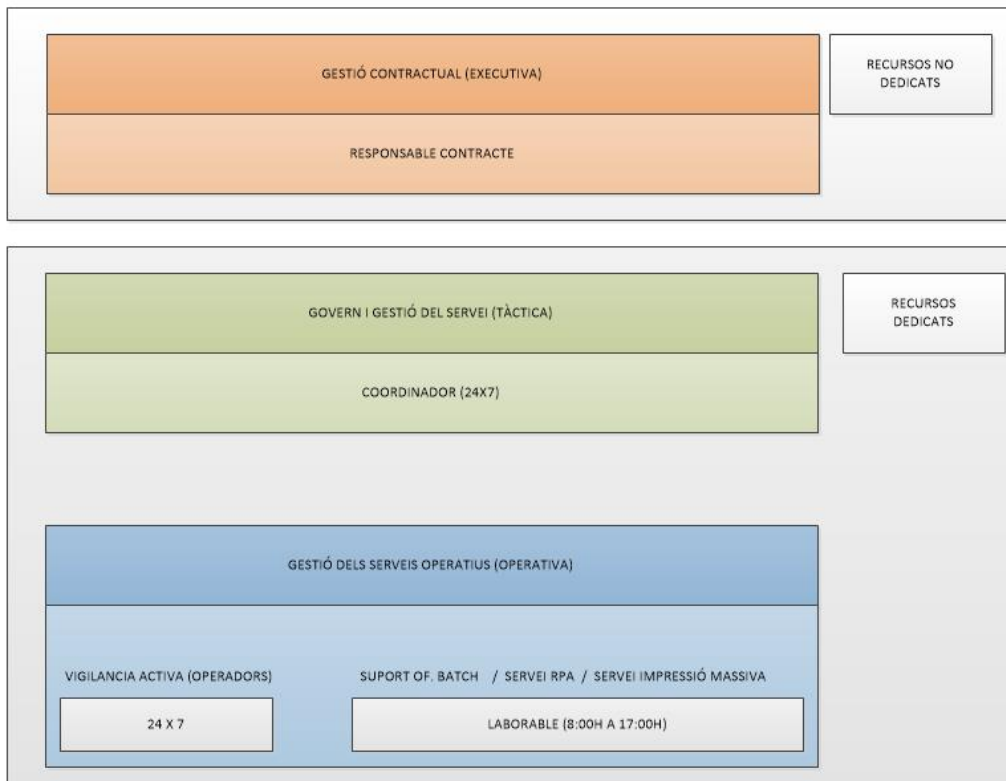 GESTIÓ CONTRACTUAL (EXECUTIVA)
RECURSOS NO
DEDICATS
RESPONSABLE CONTRACTE
GOVERN I GESTIÓ DEL SERVEI (TÀCTICA)
RECURSOS
DEDICATS
COORDINADOR (24X7)
GESTIÓ DELS SERVEIS OPERATIUS (OPERATIVA)
VIGILANCIA ACTIVA (OPERADORS)
SUPORT OF. BATCH / SERVEI RPA / SERVEI IMPRESSIÓ MASSIVA
24 X 7
LABORABLE (8:00H A 17:00H)